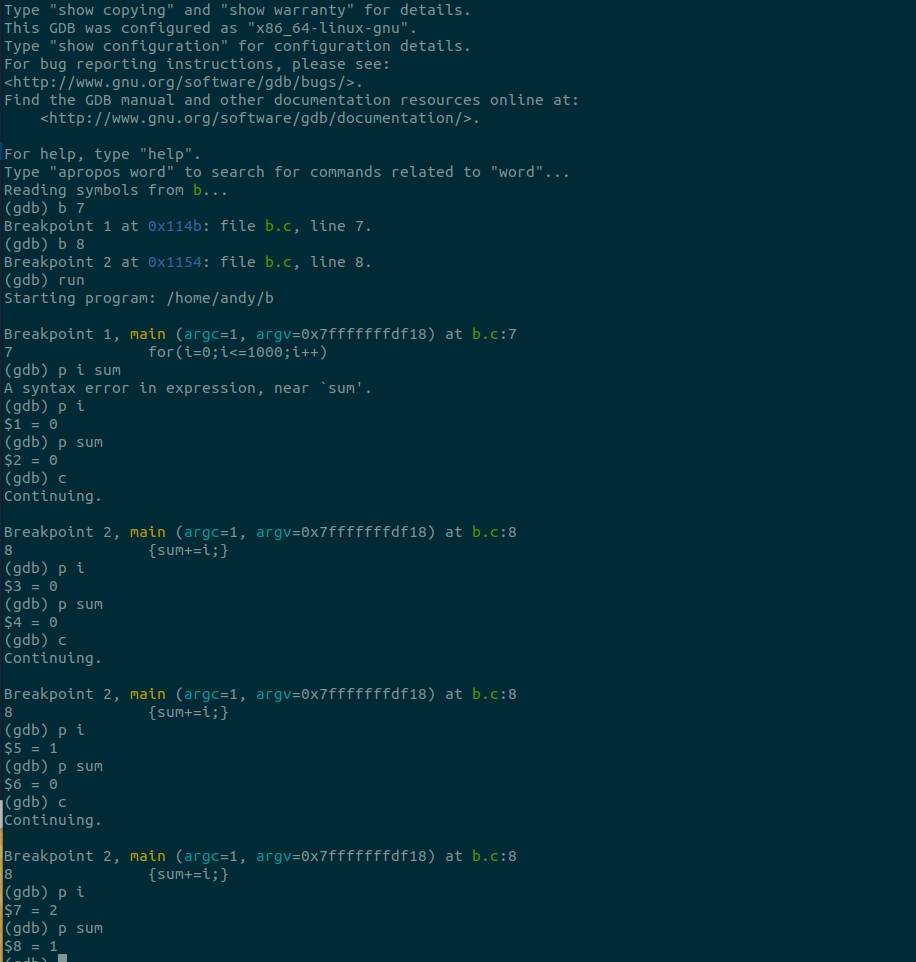 Type "show copying" and "show warranty" for details.
This GDB was configured as "x86_64-linux-gnu".
Type "show configuration" for configuration details.
For bug reporting instructions, please see:
<http://www.gnu.org/software/gdb/bugs/>.
Find the GDB manual and other documentation resources online at:
    <http://www.gnu.org/software/gdb/documentation/>.

For help, type "help".
Type "apropos word" to search for commands related to "word"...
Reading symbols from b...
(gdb) b 7
Breakpoint 1 at 0x114b: file b.c, line 7.
(gdb) b 8
Breakpoint 2 at 0x1154: file b.c, line 8.
(gdb) run
Starting program: /home/andy/b

Breakpoint 1, main (argc=1, argv=0x7fffffffdf18) at b.c:7
7               for(i=0;i<=1000;i++)
(gdb) p i sum
A syntax error in expression, near `sum'.
(gdb) p i
$1 = 0
(gdb) p sum
$2 = 0
(gdb) c
Continuing.

Breakpoint 2, main (argc=1, argv=0x7fffffffdf18) at b.c:8
8               {sum+=i;}
(gdb) p i
$3 = 0
(gdb) p sum
$4 = 0
(gdb) c
Continuing.

Breakpoint 2, main (argc=1, argv=0x7fffffffdf18) at b.c:8
8               {sum+=i;}
(gdb) p i
$5 = 1
(gdb) p sum
$6 = 0
(gdb) c
Continuing.

Breakpoint 2, main (argc=1, argv=0x7fffffffdf18) at b.c:8
8               {sum+=i;}
(gdb) p i
$7 = 2
(gdb) p sum
$8 = 1
(gdb)